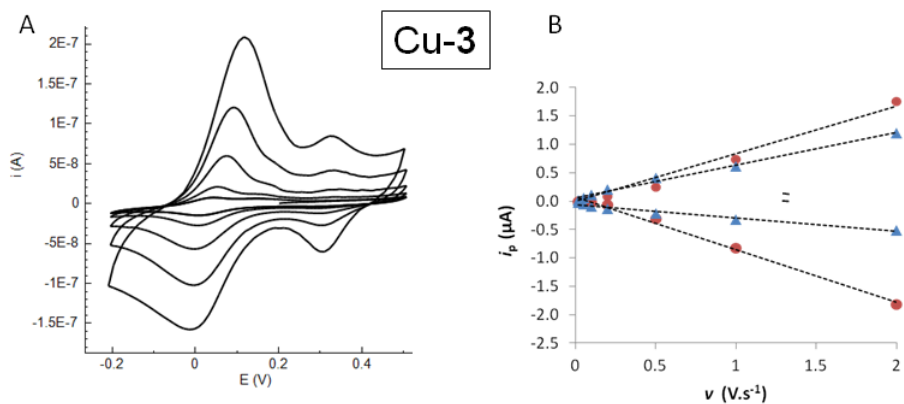 A
Cu-3
B
2E-7
1.5E-7
1E-7
5E-8
0
-5E-8
-1E-7
-1.5E-7
i (A)
-0.2 0 0.2 0.4
E (V)
2.0
1.5
1.0
0.5
0.0
-0.5
-1.0
-1.5
-2.0
-2.5
iₚ (µA)
0 0.5 1 1.5 2
v (V.s⁻¹)